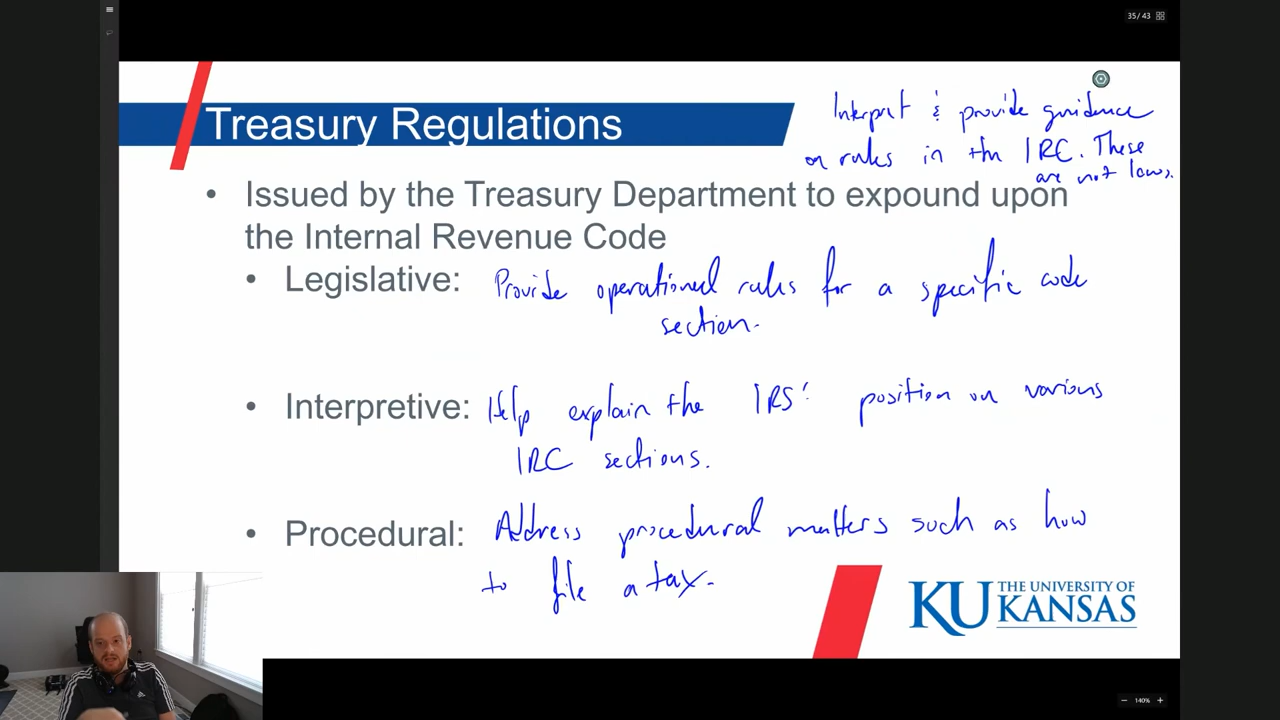 35/43
Treasury Regulations
Interpret & provide guidance
on rules in the IRC. These
are not laws.
• Issued by the Treasury Department to expound upon
the Internal Revenue Code
• Legislative: Provide operational rules for a specific code
section.
• Interpretive: Help explain the IRS' position on various
IRC sections.
• Procedural: Address procedural matters such as how
to file a tax.
KU THE UNIVERSITY OF
KANSAS
− 140% +